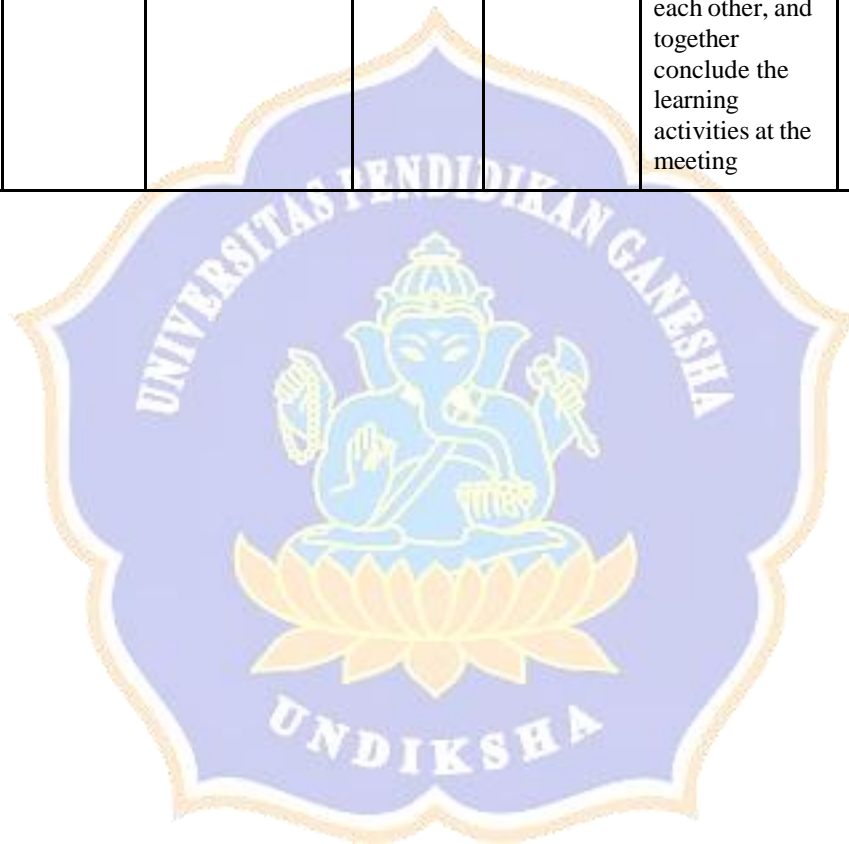 each other, and
together
conclude the
learning
activities at the
meeting
UNIVERSITAS PENDIDIKAN GANESHA
UNDIKSHA